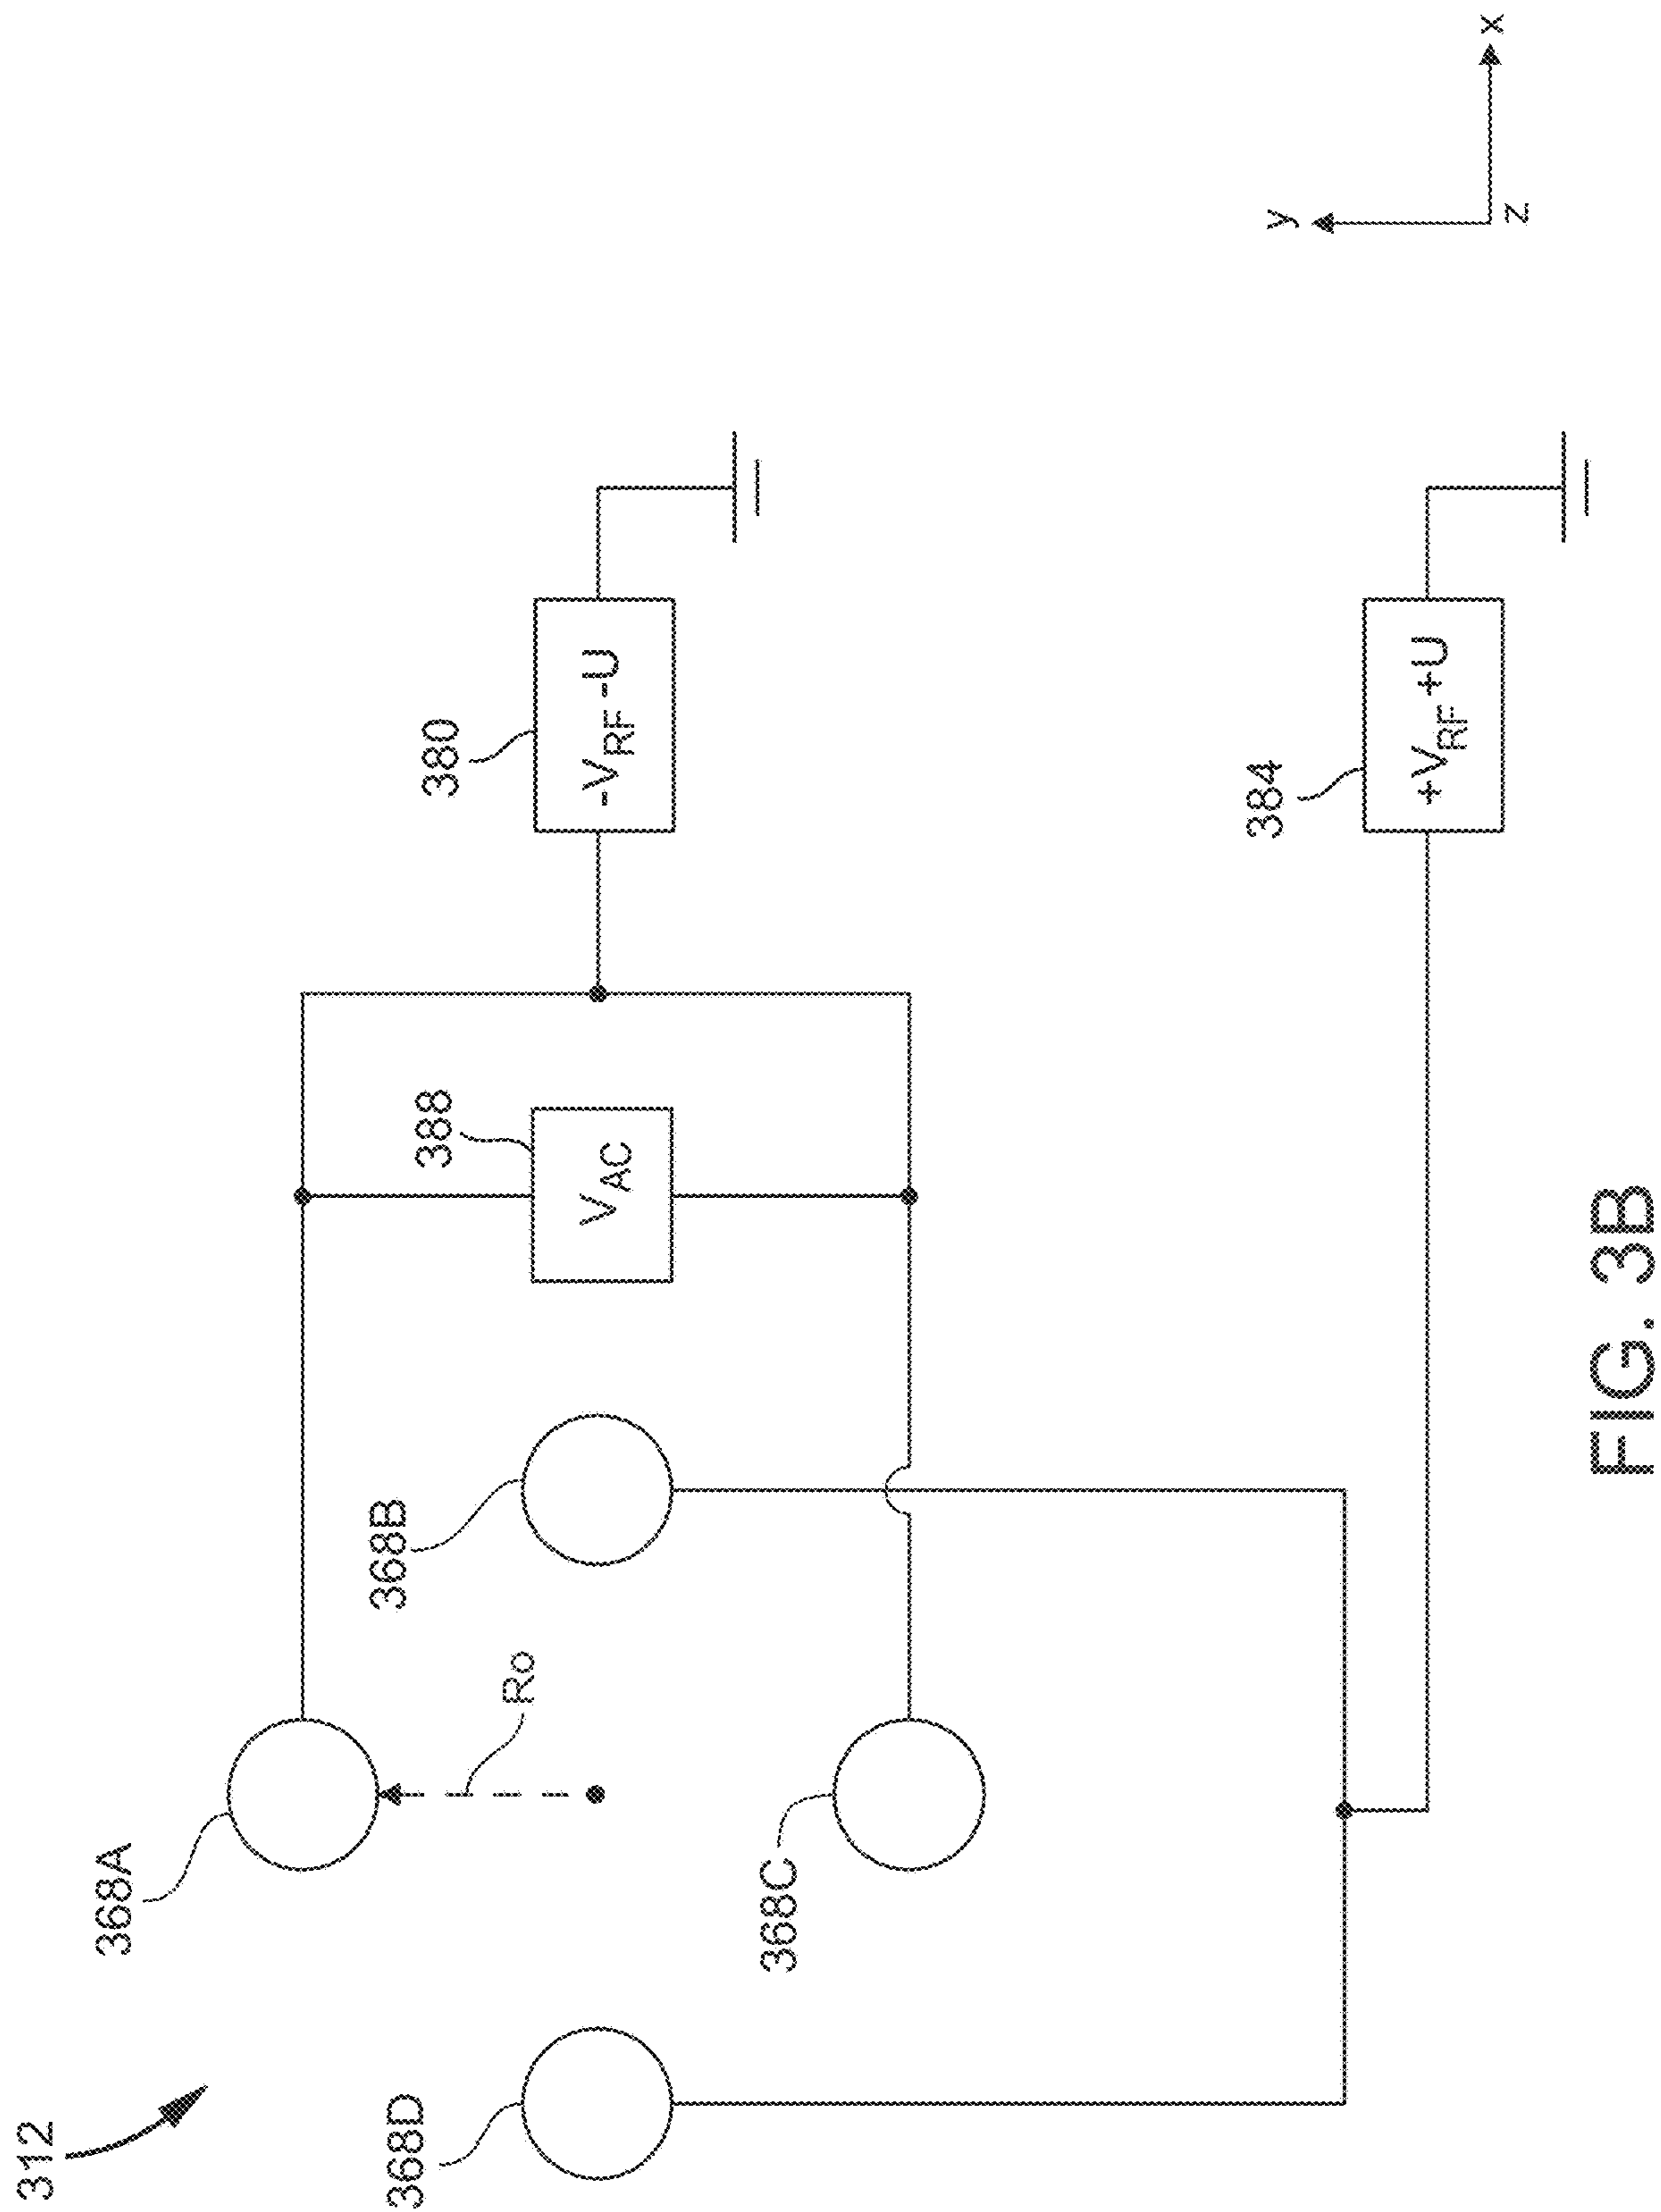 312
368A
368D
Ro
368B
368C
388
VAC
380
-VRF -U
384
+VRF +U
y
x
z
FIG. 3B